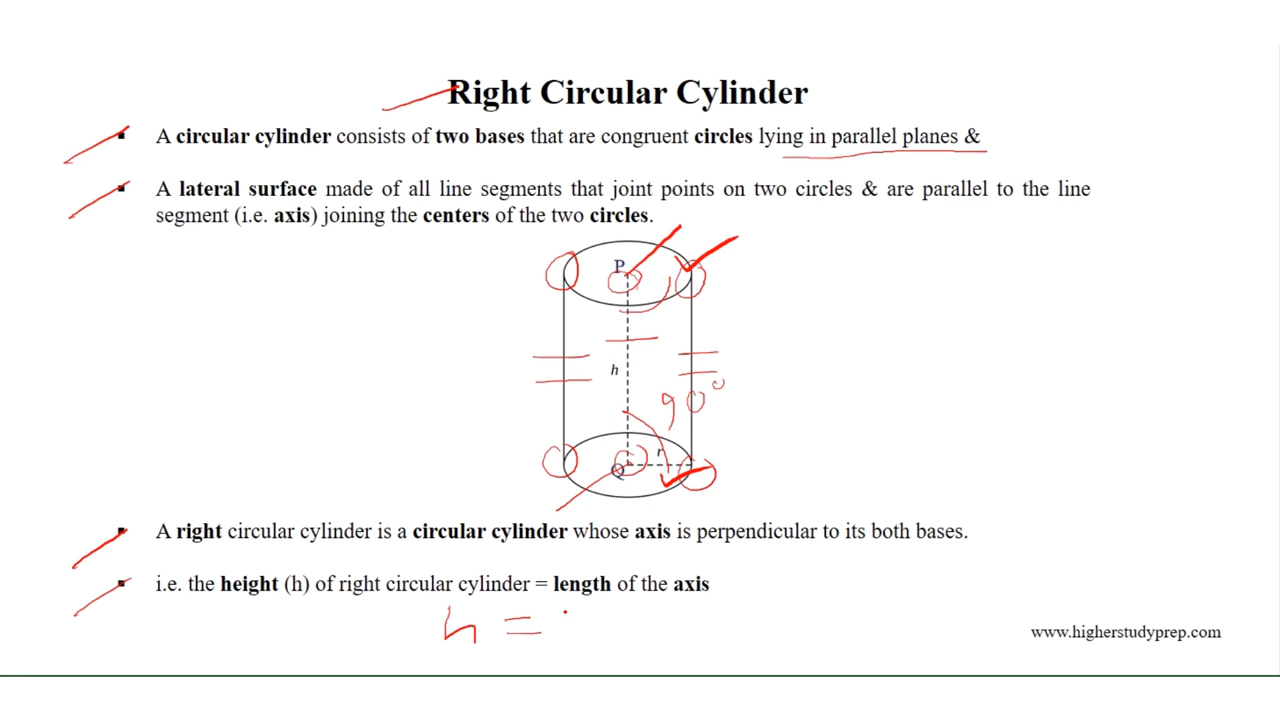 Right Circular Cylinder
▪ A circular cylinder consists of two bases that are congruent circles lying in parallel planes &
▪ A lateral surface made of all line segments that joint points on two circles & are parallel to the line
segment (i.e. axis) joining the centers of the two circles.
P
h
90°
r
Q
▪ A right circular cylinder is a circular cylinder whose axis is perpendicular to its both bases.
▪ i.e. the height (h) of right circular cylinder = length of the axis
h =
www.higherstudyprep.com